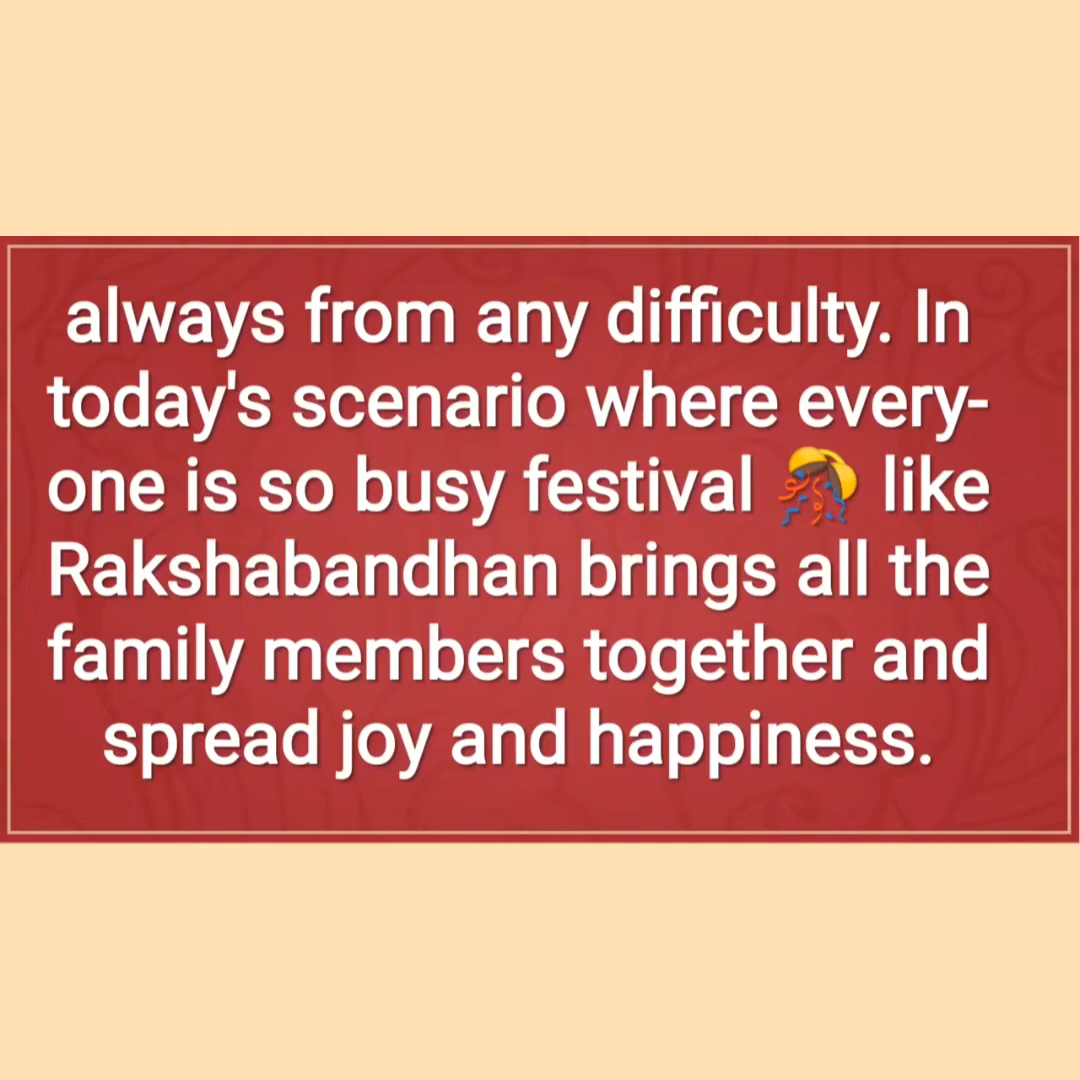 always from any difficulty. In
today's scenario where every-
one is so busy festival 🎊 like
Rakshabandhan brings all the
family members together and
spread joy and happiness.